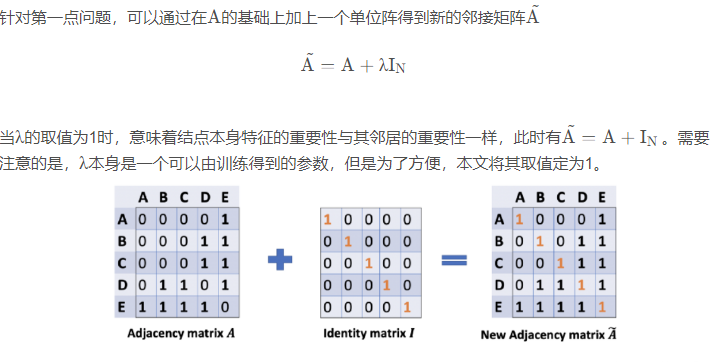 针对第一点问题，可以通过在A的基础上加上一个单位阵得到新的邻接矩阵Ã
Ã = A + λI_N
当λ的取值为1时，意味着结点本身特征的重要性与其邻居的重要性一样，此时有Ã = A + I_N 。需要
注意的是，λ本身是一个可以由训练得到的参数，但是为了方便，本文将其取值定为1。
A B C D E
A 0 0 0 0 1
B 0 0 0 1 1
C 0 0 0 1 1
D 0 1 1 0 1
E 1 1 1 1 0
Adjacency matrix A
+
1 0 0 0 0
0 1 0 0 0
0 0 1 0 0
0 0 0 1 0
0 0 0 0 1
Identity matrix I
=
A B C D E
A 1 0 0 0 1
B 0 1 0 1 1
C 0 0 1 1 1
D 0 1 1 1 1
E 1 1 1 1 1
New Adjacency matrix Ã